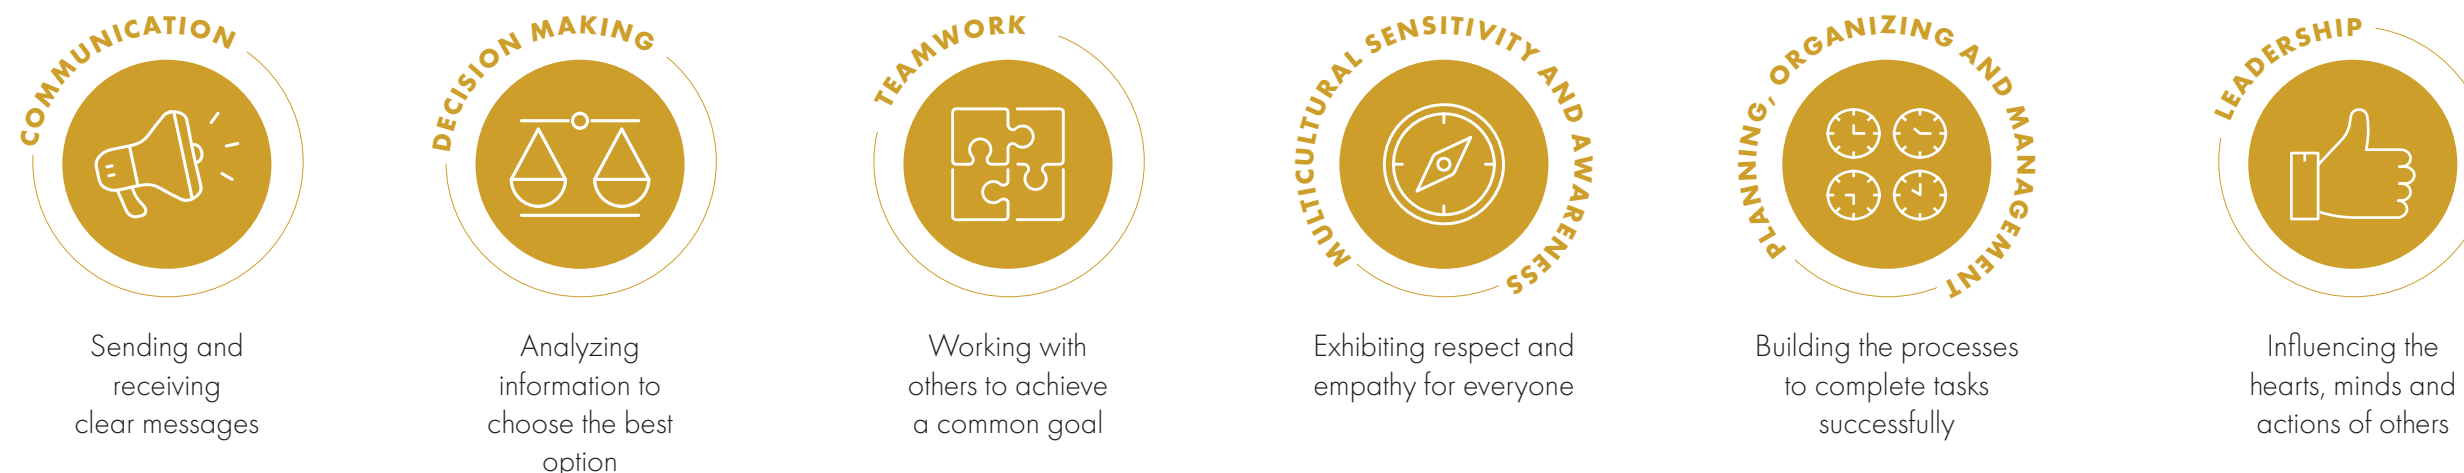 COMMUNICATION
Sending and
receiving
clear messages
DECISION MAKING
Analyzing
information to
choose the best
option
TEAMWORK
Working with
others to achieve
a common goal
MULTICULTURAL SENSITIVITY AND AWARENESS
Exhibiting respect and
empathy for everyone
PLANNING, ORGANIZING AND MANAGEMENT
Building the processes
to complete tasks
successfully
LEADERSHIP
Influencing the
hearts, minds and
actions of others